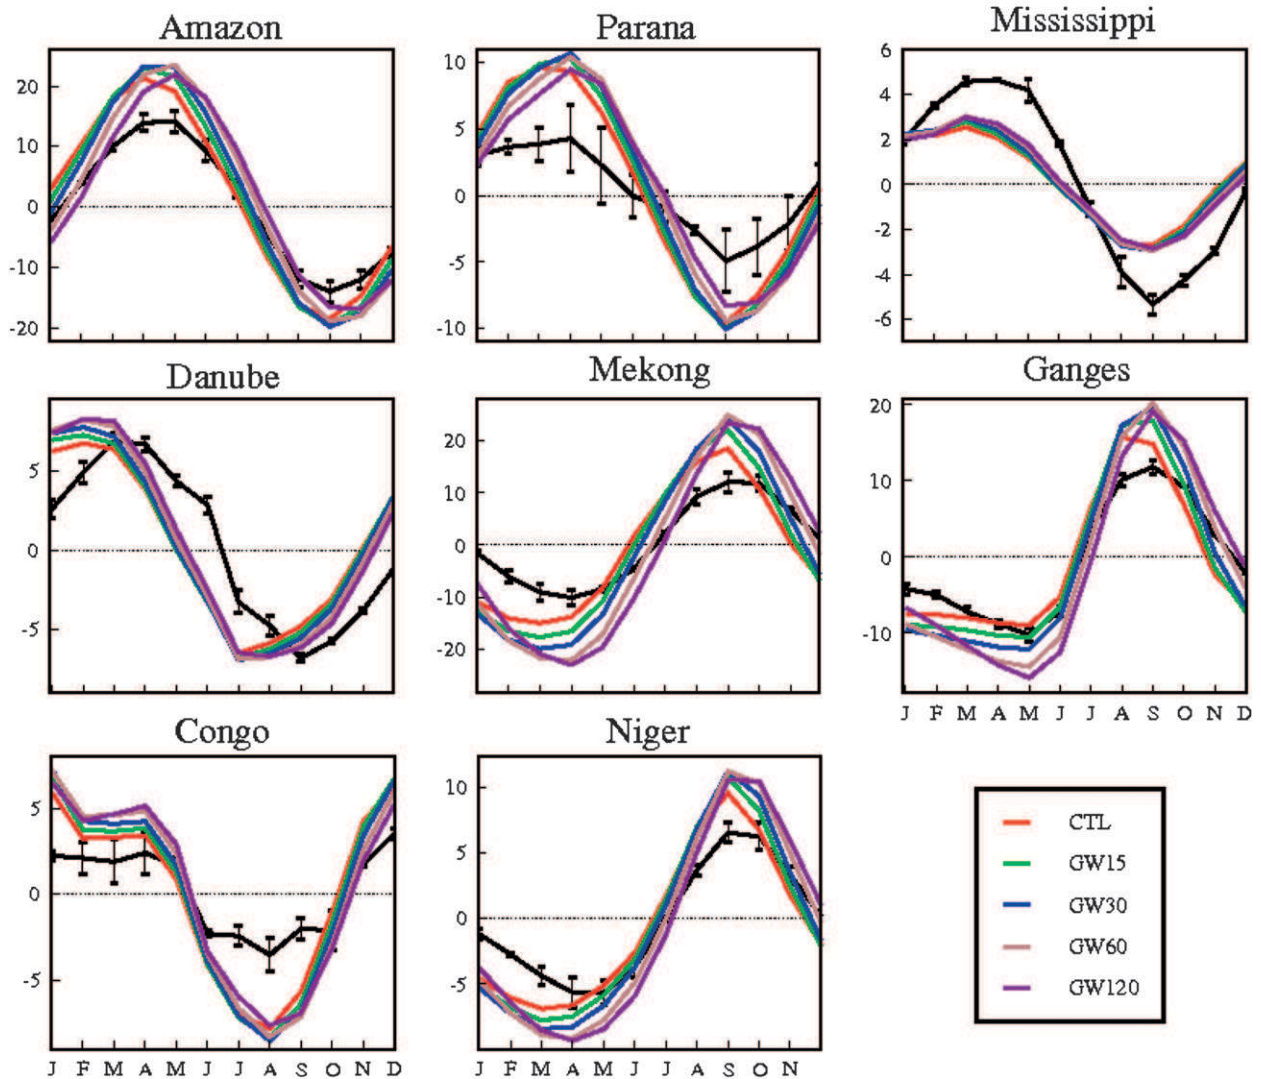 Amazon
Parana
Mississippi
20
10
0
-10
-20
10
5
0
-5
-10
6
4
2
0
-2
-4
-6
Danube
Mekong
Ganges
5
0
-5
20
10
0
-10
-20
20
10
0
-10
J F M A M J J A S O N D
Congo
Niger
5
0
-5
10
5
0
-5
J F M A M J J A S O N D
J F M A M J J A S O N
CTL
GW15
GW30
GW60
GW120